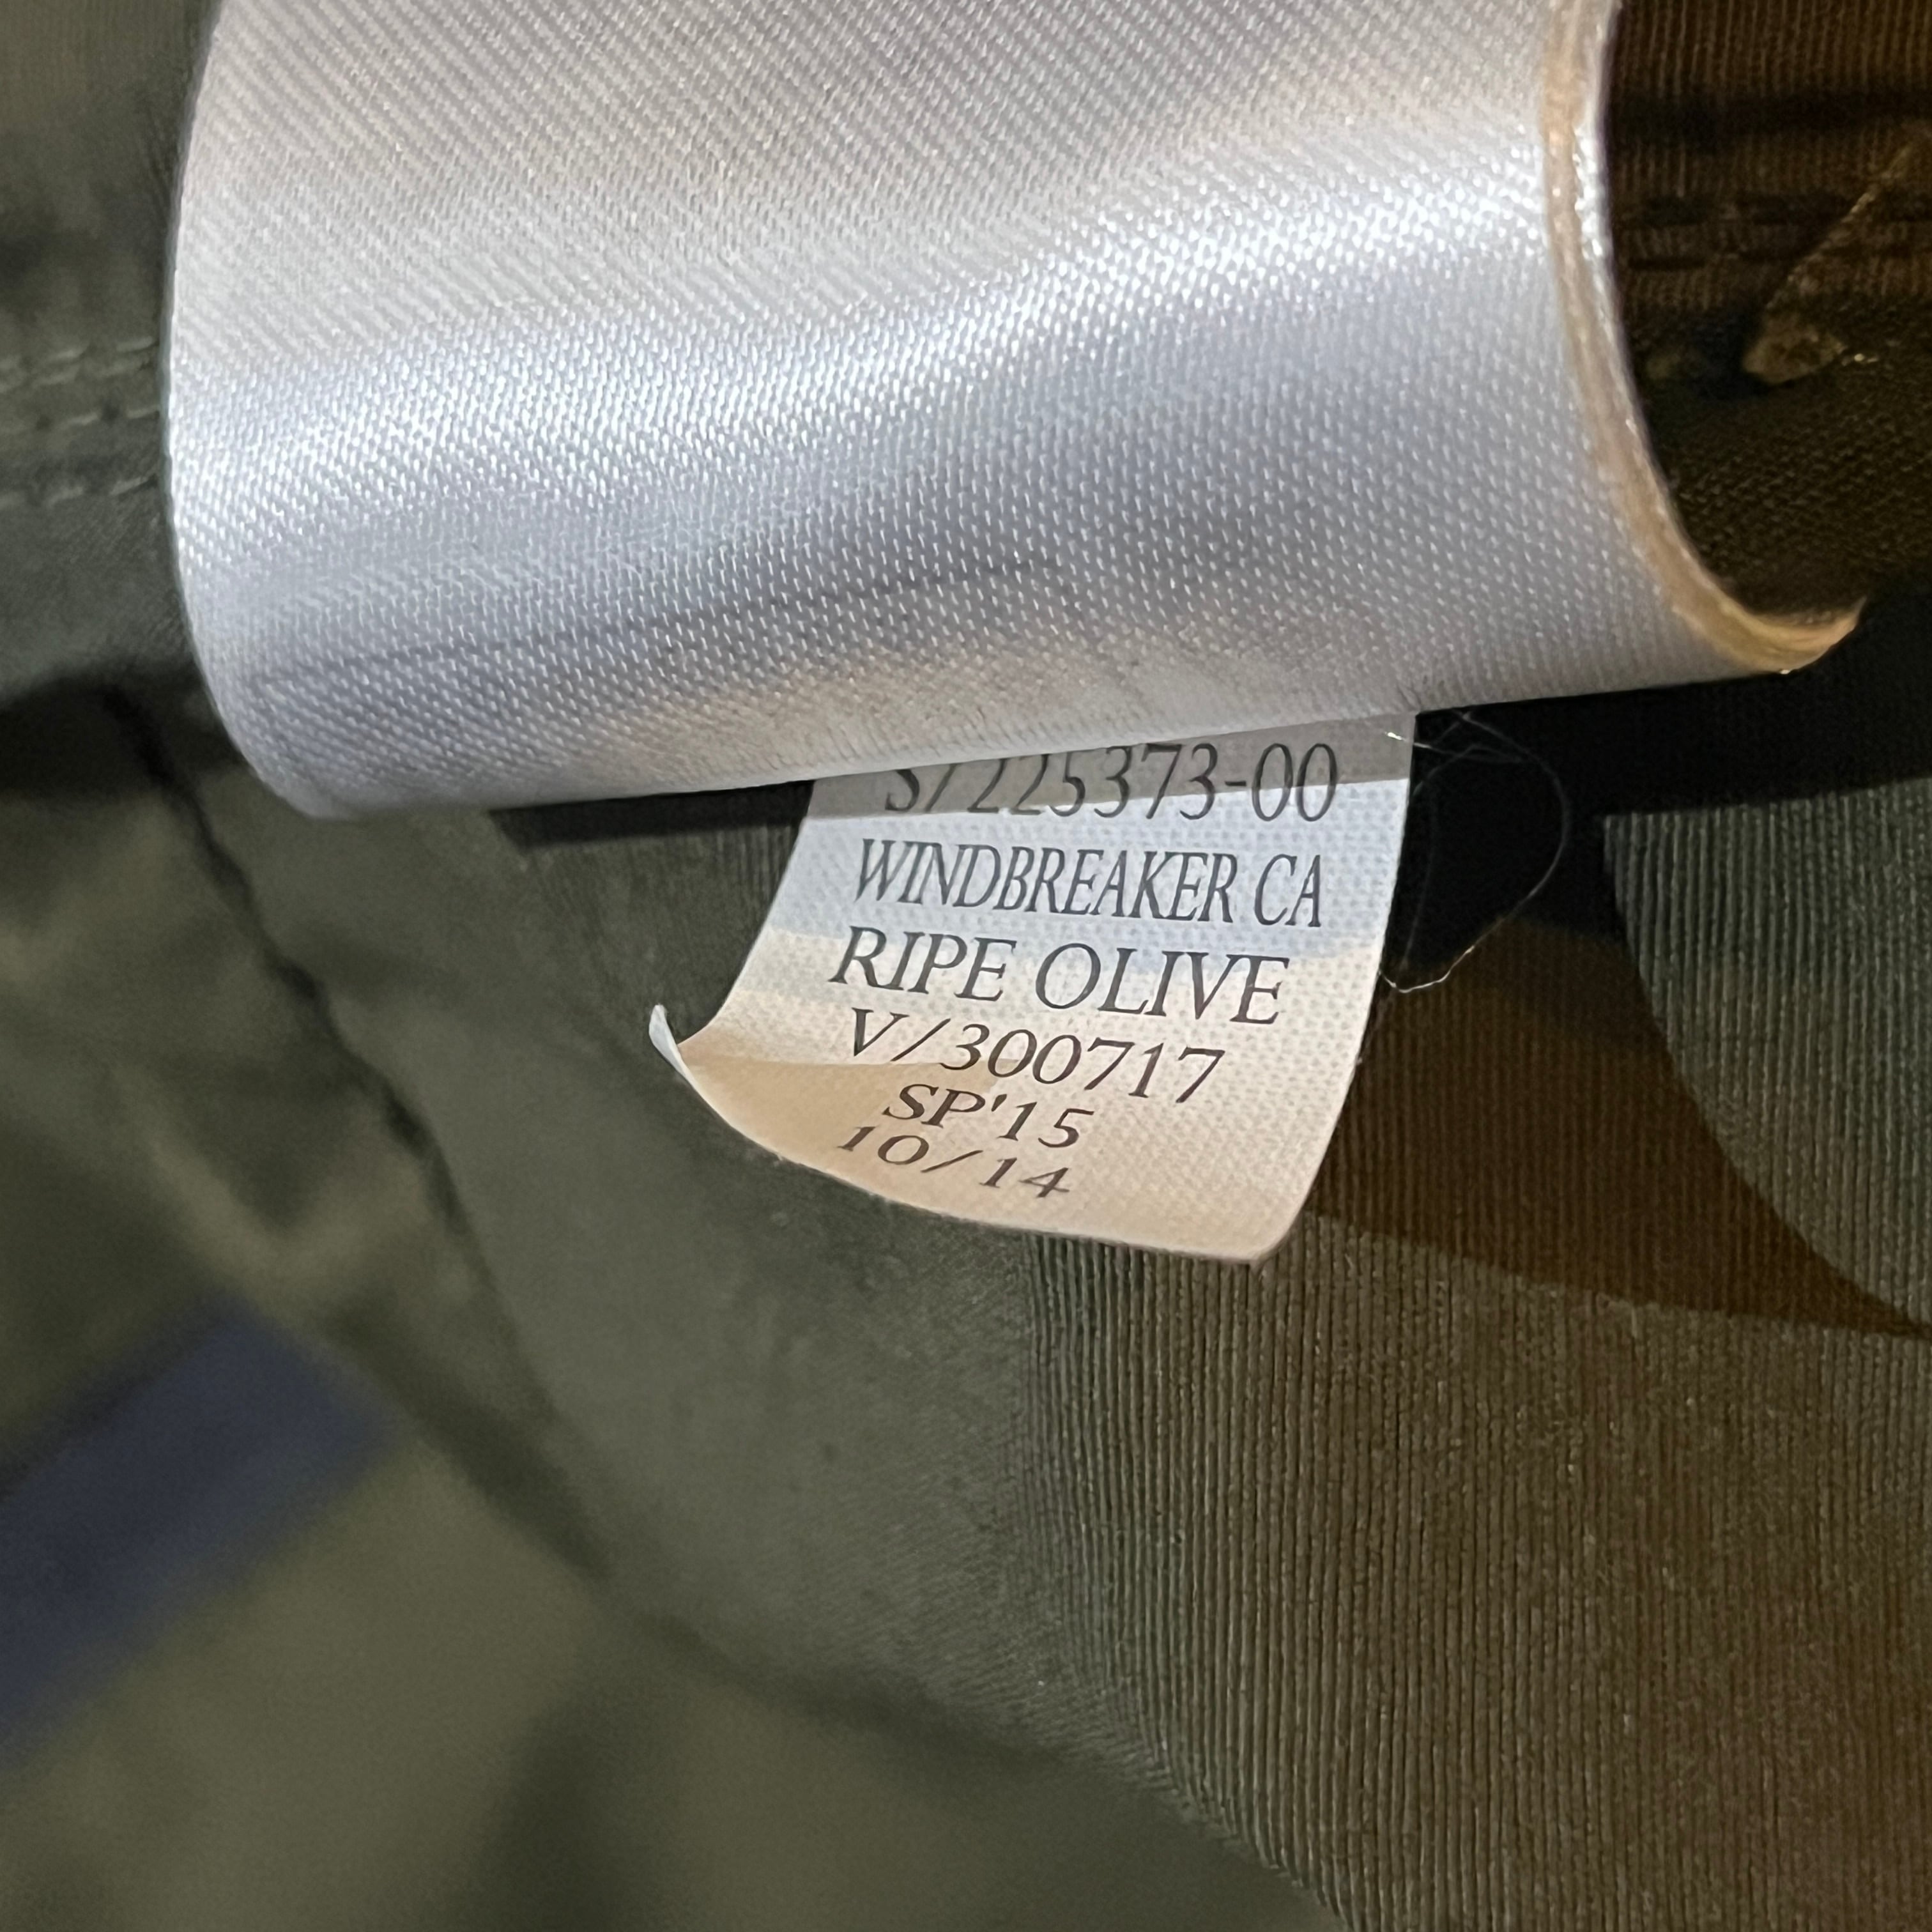 S/225373-00
WINDBREAKER CA
RIPE OLIVE
V/300717
SP'15
10/14